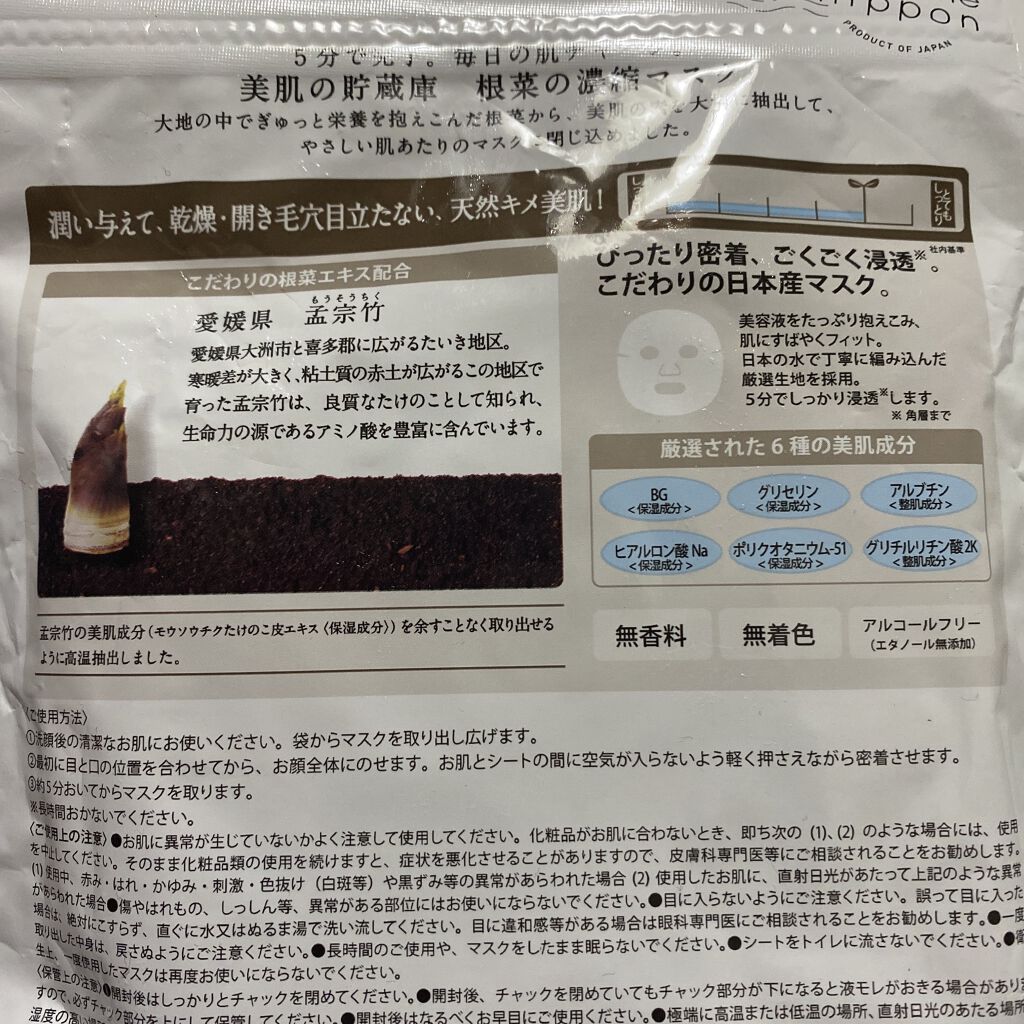 nippon
PRODUCT OF JAPAN
5分で完了。毎日の肌
美肌の貯蔵庫 根菜の濃縮マスク
大地の中でぎゅっと栄養を抱えこんだ根菜から、美肌の を大 に抽出して、
やさしい肌あたりのマスクに閉じ込めました。
潤い与えて、乾燥・開き毛穴目立たない、天然キメ美肌!
とてもしっとり
ぴったり密着、ごくごく浸透※。
社内基準
こだわりの日本産マスク。
こだわりの根菜エキス配合
もうそうちく
愛媛県 孟宗竹
愛媛県大洲市と喜多郡に広がるたいき地区。
寒暖差が大きく、粘土質の赤土が広がるこの地区で
育った孟宗竹は、良質なたけのことして知られ、
生命力の源であるアミノ酸を豊富に含んでいます。
美容液をたっぷり抱えこみ、
肌にすばやくフィット。
日本の水で丁寧に編み込んだ
厳選生地を採用。
5分でしっかり浸透※します。
※ 角層まで
厳選された6種の美肌成分
BG
<保湿成分>
グリセリン
<保湿成分>
アルブチン
<整肌成分>
ヒアルロン酸Na
<保湿成分>
ポリクオタニウム-51
<保湿成分>
グリチルリチン酸2K
<整肌成分>
孟宗竹の美肌成分(モウソウチクたけのこ皮エキス〈保湿成分〉)を余すことなく取り出せる
ように高温抽出しました。
無香料
無着色
アルコールフリー
(エタノール無添加)
〈ご使用方法〉
①洗顔後の清潔なお肌にお使いください。袋からマスクを取り出し広げます。
②最初に目と口の位置を合わせてから、お顔全体にのせます。お肌とシートの間に空気が入らないよう軽く押さえながら密着させます。
③約5分おいてからマスクを取ります。
※長時間おかないでください。
〈ご使用上の注意〉●お肌に異常が生じていないかよく注意して使用してください。化粧品がお肌に合わないとき、即ち次の (1)、(2) のような場合には、使用
を中止してください。そのまま化粧品類の使用を続けますと、症状を悪化させることがありますので、皮膚科専門医等にご相談されることをお勧めします。
(1) 使用中、赤み・はれ・かゆみ・刺激・色抜け(白斑等)や黒ずみ等の異常があらわれた場合 (2) 使用したお肌に、直射日光があたって上記のような異常
があらわれた場合●傷やはれもの、しっしん等、異常がある部位にはお使いにならないでください。●目に入らないようにご注意ください。誤って目に入った
場合は、絶対にこすらず、直ぐに水又はぬるま湯で洗い流してください。目に違和感等がある場合は眼科専門医にご相談されることをお勧めします。●一度
取り出した中身は、戻さぬようにご注意ください。●長時間のご使用や、マスクをしたまま眠らないでください。●シートをトイレに流さないでください。●衛
生上、一度使用したマスクは再度お使いにならないでください。
〈保管上の注意〉●開封後はしっかりとチャックを閉めてください。●開封後、チャックを閉めていてもチャック部分が下になると液モレがおきる場合があり
すので、必ずチャック部分を上にして保管してください。●開封後はなるべくお早目にご使用ください。●極端に高温または低温の場所、直射日光のあたる場所
湿度の高い